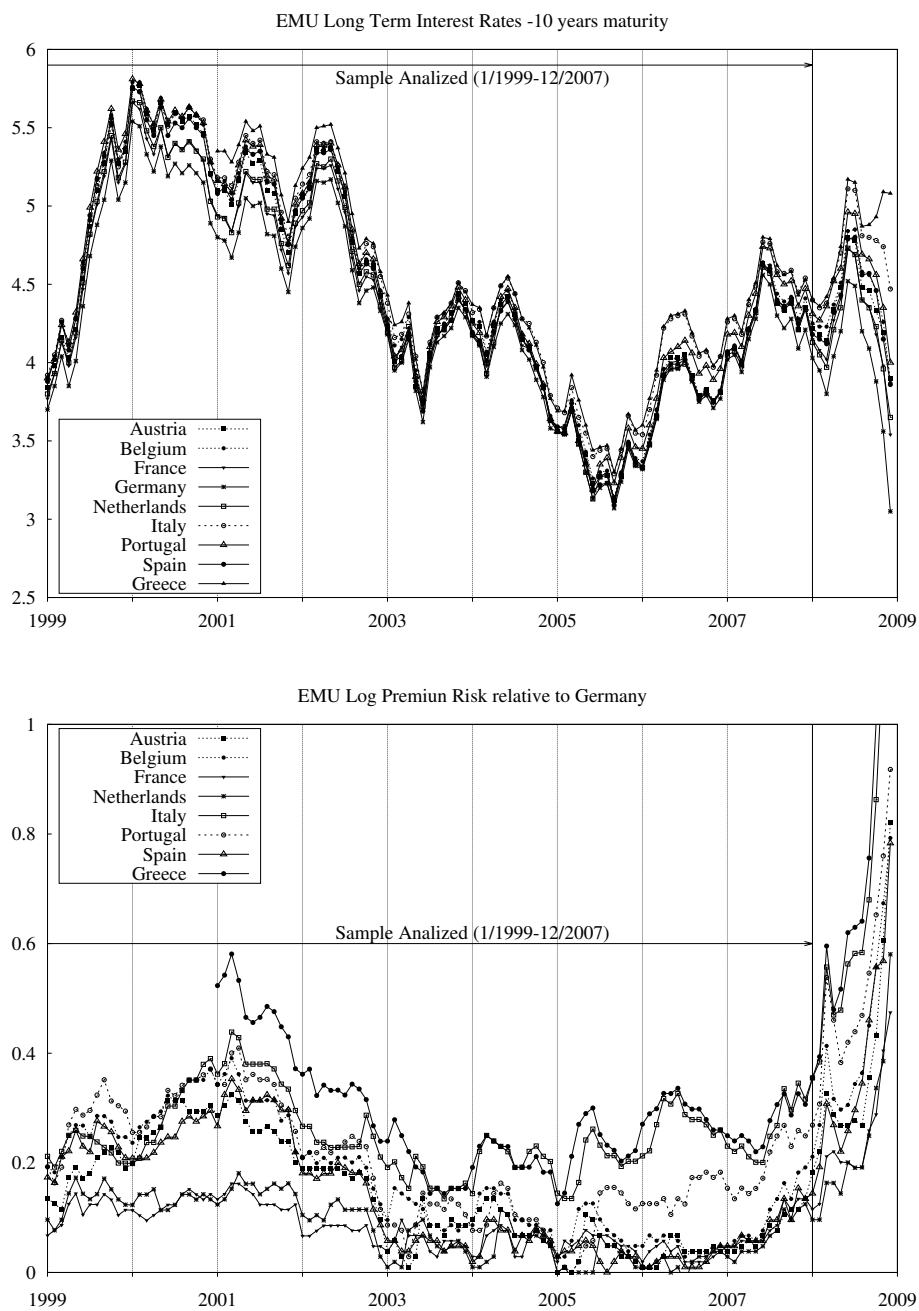 EMU Long Term Interest Rates -10 years maturity
6
Sample Analized (1/1999-12/2007)
5.5
5
4.5
4
3.5
3
2.5
Austria
Belgium
France
Germany
Netherlands
Italy
Portugal
Spain
Greece
1999 2001 2003 2005 2007 2009
EMU Log Premiun Risk relative to Germany
1
Austria
Belgium
France
Netherlands
Italy
Portugal
Spain
Greece
0.8
Sample Analized (1/1999-12/2007)
0.6
0.4
0.2
0
1999 2001 2003 2005 2007 2009